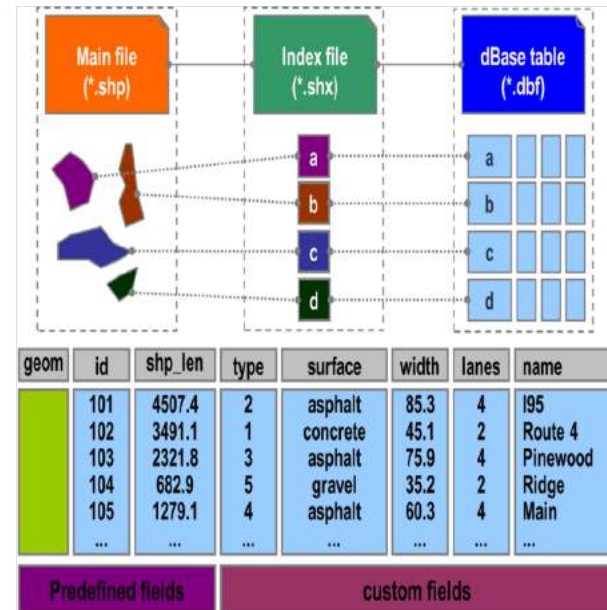 Main file
(*.shp)
Index file
(*.shx)
dBase table
(*.dbf)
a
a
b
b
c
c
d
d
geom id shp_len type surface width lanes name
101 4507.4 2 asphalt 85.3 4 I95
102 3491.1 1 concrete 45.1 2 Route 4
103 2321.8 3 asphalt 75.9 4 Pinewood
104 682.9 5 gravel 35.2 2 Ridge
105 1279.1 4 asphalt 60.3 4 Main
... ... ... ... ... ... ...
Predefined fields custom fields